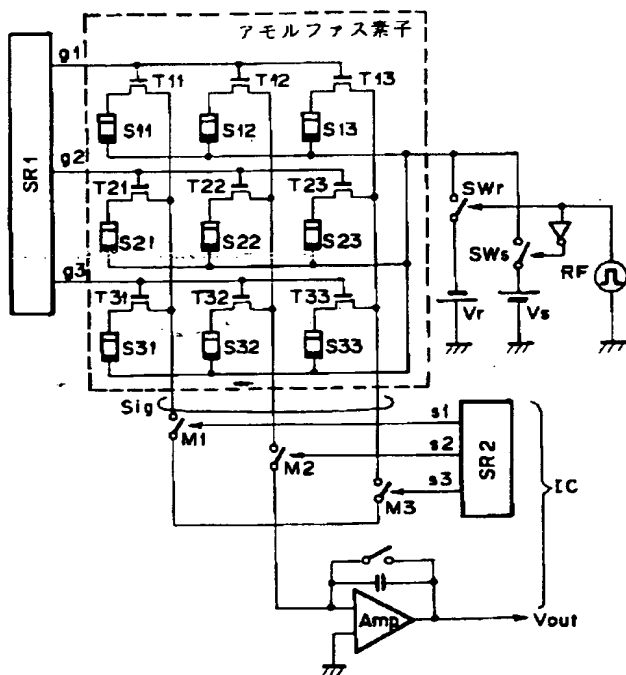 アモルファス素子
g1
T11 T12 T13
S11 S12 S13
SR1
g2
T21 T22 T23
S21 S22 S23
g3
T31 T32 T33
S31 S32 S33
SWr
SWs
RF
Vr Vs
Sig
M1 s1
M2 s2
M3 s3
SR2
IC
Amp
Vout